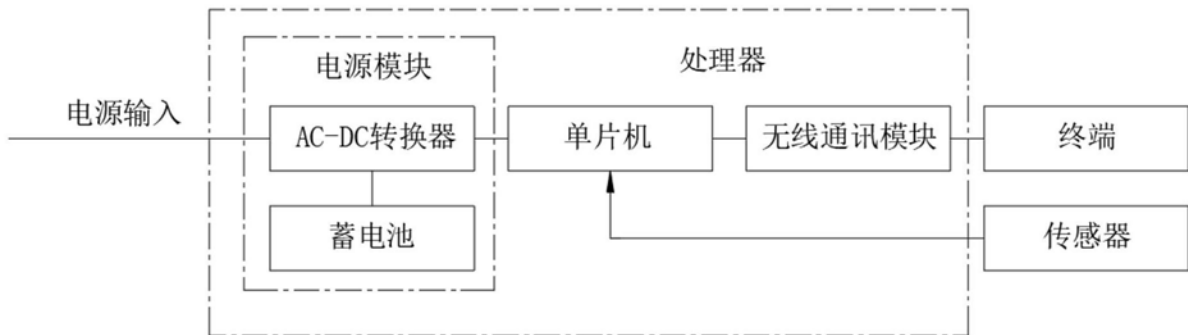 处理器
电源模块
电源输入
AC-DC转换器
单片机
无线通讯模块
终端
蓄电池
传感器